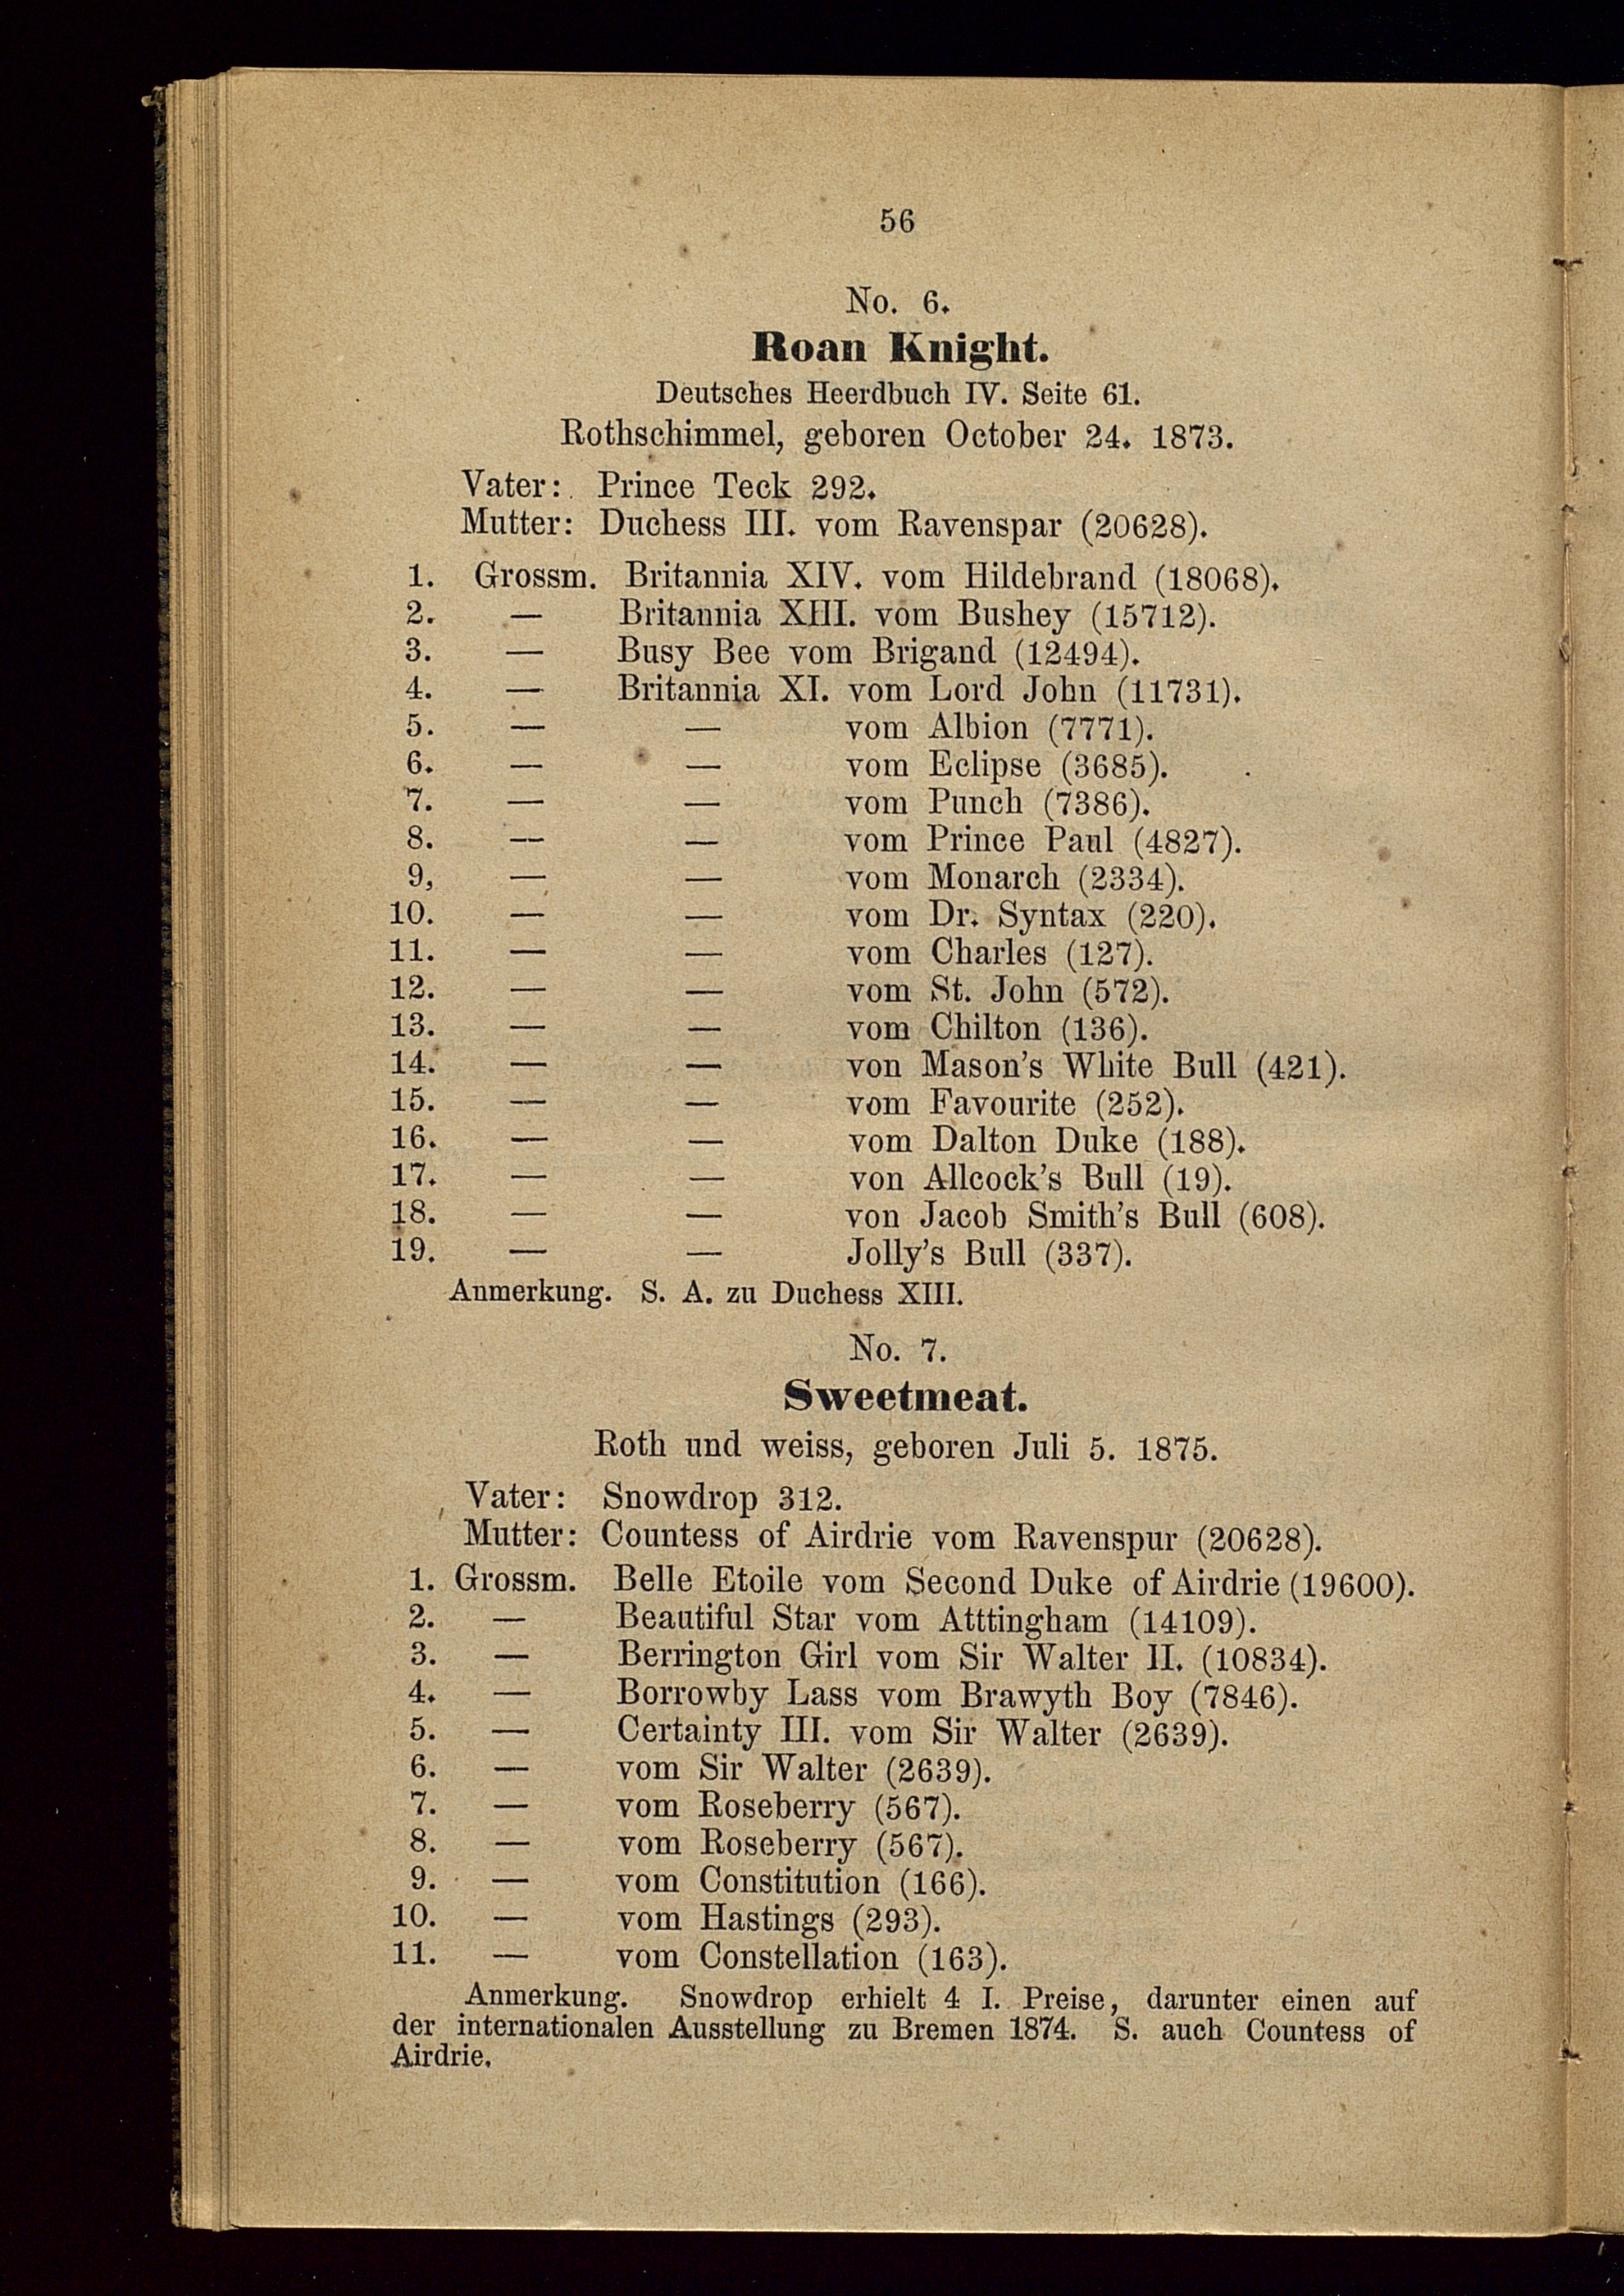 56
No. 6.
Roan Knight.
Deutsches Heerdbuch IV. Seite 61.
Rothschimmel, geboren October 24. 1873.
Vater: Prince Teck 292.
Mutter: Duchess III. vom Ravenspar (20628).
1. Grossm. Britannia XIV. vom Hildebrand (18068).
2. — Britannia XIII. vom Bushey (15712).
3. — Busy Bee vom Brigand (12494).
4. — Britannia XI. vom Lord John (11731).
5. — — vom Albion (7771).
6. — — vom Eclipse (3685).
7. — — vom Punch (7386).
8. — — vom Prince Paul (4827).
9, — — vom Monarch (2334).
10. — — vom Dr. Syntax (220).
11. — — vom Charles (127).
12. — — vom St. John (572).
13. — — vom Chilton (136).
14. — — von Mason's White Bull (421).
15. — — vom Favourite (252).
16. — — vom Dalton Duke (188).
17. — — von Allcock's Bull (19).
18. — — von Jacob Smith's Bull (608).
19. — — Jolly's Bull (337).
Anmerkung. S. A. zu Duchess XIII.
No. 7.
Sweetmeat.
Roth und weiss, geboren Juli 5. 1875.
Vater: Snowdrop 312.
Mutter: Countess of Airdrie vom Ravenspur (20628).
1. Grossm. Belle Etoile vom Second Duke of Airdrie (19600).
2. — Beautiful Star vom Atttingham (14109).
3. — Berrington Girl vom Sir Walter II. (10834).
4. — Borrowby Lass vom Brawyth Boy (7846).
5. — Certainty III. vom Sir Walter (2639).
6. — vom Sir Walter (2639).
7. — vom Roseberry (567).
8. — vom Roseberry (567).
9. — vom Constitution (166).
10. — vom Hastings (293).
11. — vom Constellation (163).
Anmerkung. Snowdrop erhielt 4 I. Preise, darunter einen auf
der internationalen Ausstellung zu Bremen 1874. S. auch Countess of
Airdrie.